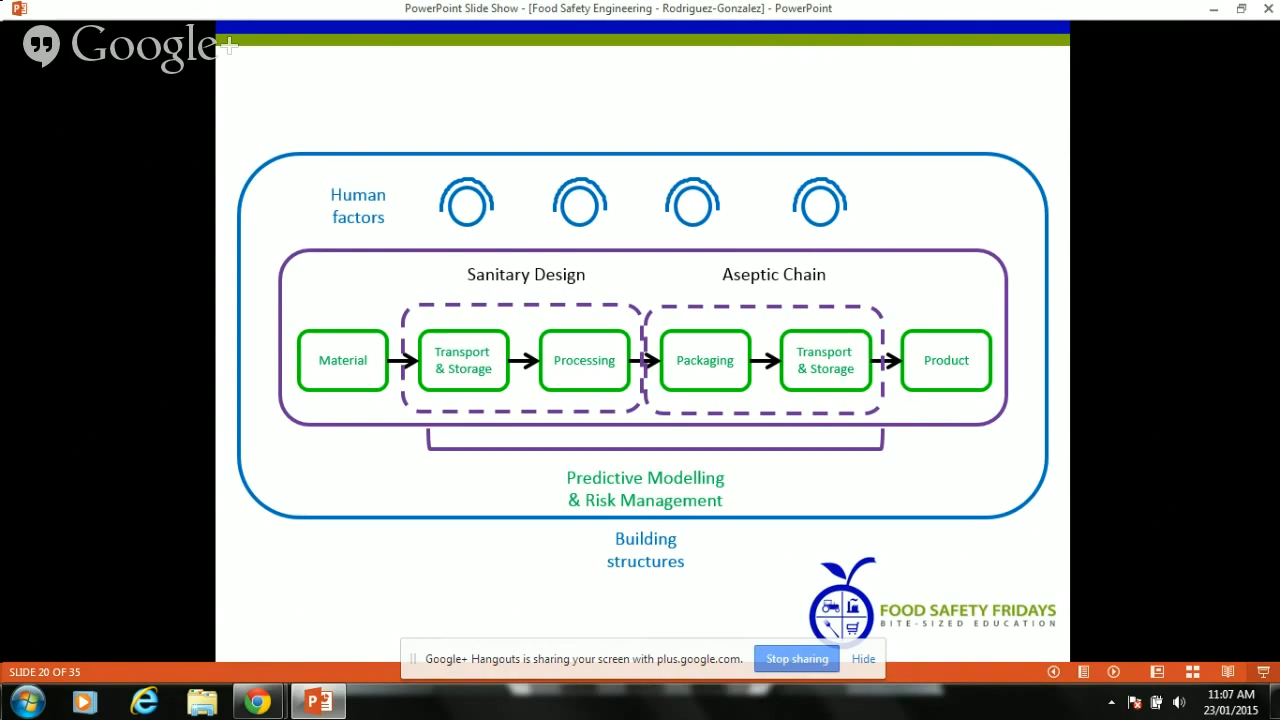 PowerPoint Slide Show - [Food Safety Engineering - Rodriguez-Gonzalez] - PowerPoint
Google+
Human
factors
Sanitary Design
Aseptic Chain
Material
Transport
& Storage
Processing
Packaging
Transport
& Storage
Product
Predictive Modelling
& Risk Management
Building
structures
FOOD SAFETY FRIDAYS
BITE-SIZED EDUCATION
Google+ Hangouts is sharing your screen with plus.google.com.
Stop sharing
Hide
SLIDE 20 OF 35
11:07 AM
23/01/2015